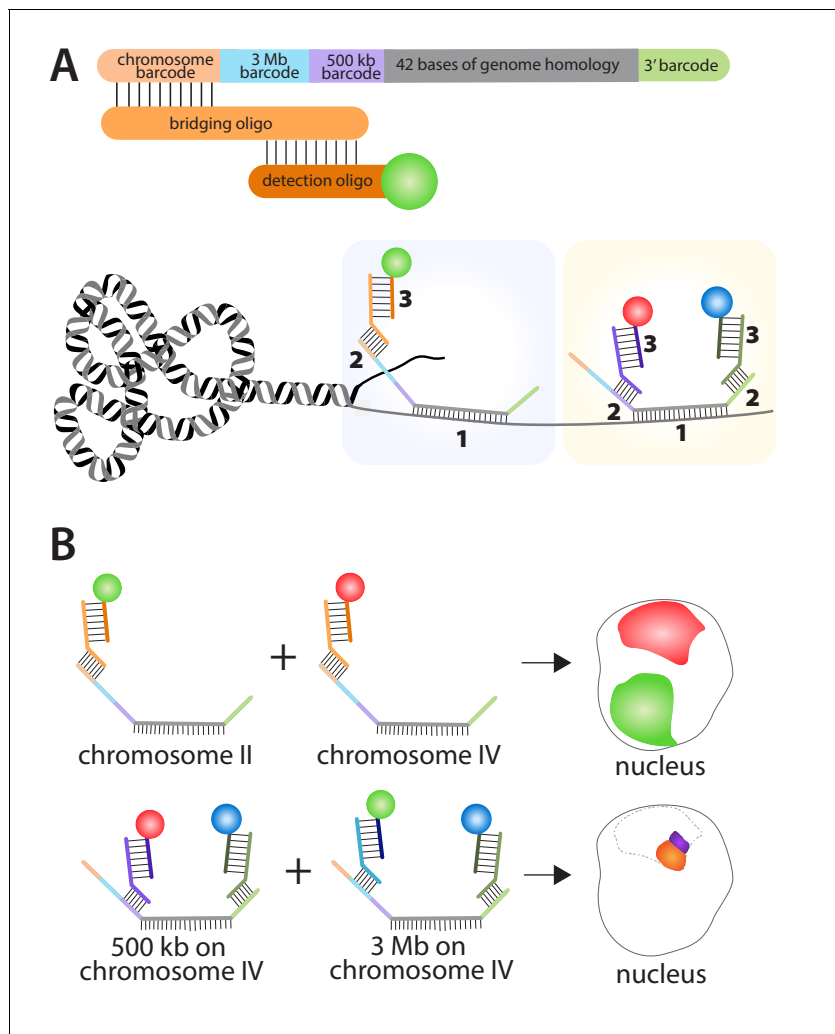 A
chromosome
barcode
3 Mb
barcode
500 kb
barcode
42 bases of genome homology
3’ barcode
bridging oligo
detection oligo
3
2
1
3
3
2
2
1
B
+
chromosome II
chromosome IV
nucleus
+
500 kb on
chromosome IV
3 Mb on
chromosome IV
nucleus